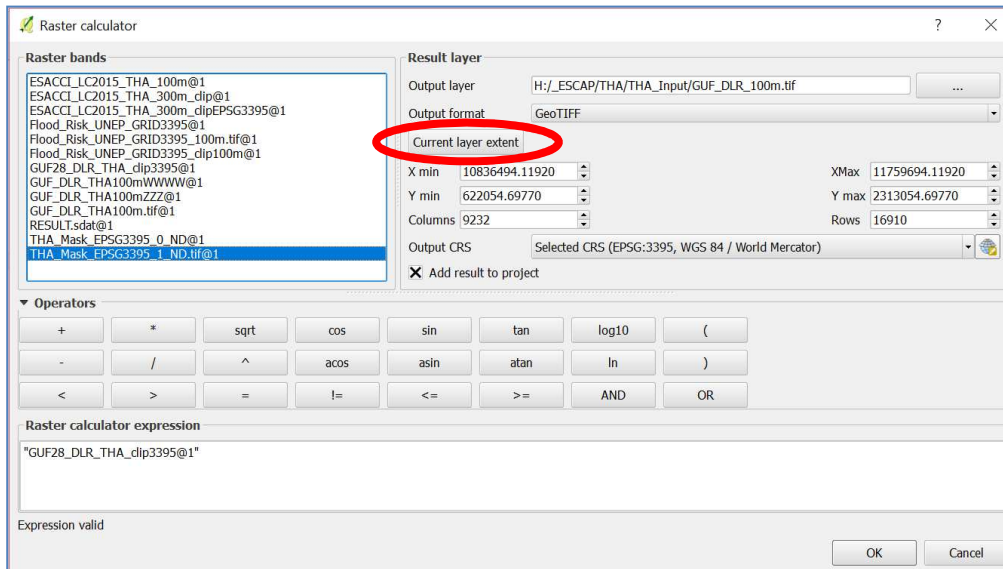 Raster calculator
?
Raster bands
ESACCI_LC2015_THA_100m@1
ESACCI_LC2015_THA_300m_clip@1
ESACCI_LC2015_THA_300m_clipEPSG3395@1
Flood_Risk_UNEP_GRID3395@1
Flood_Risk_UNEP_GRID3395_100m.tif@1
Flood_Risk_UNEP_GRID3395_clip100m@1
GUF28_DLR_THA_clip3395@1
GUF_DLR_THA100mWWWW@1
GUF_DLR_THA100mZZZ@1
GUF_DLR_THA100m.tif@1
RESULT.sdat@1
THA_Mask_EPSG3395_0_ND@1
THA_Mask_EPSG3395_1_ND.tif@1
Result layer
Output layer H:/_ESCAP/THA/THA_Input/GUF_DLR_100m.tif ...
Output format GeoTIFF
Current layer extent
X min 10836494.11920 XMax 11759694.11920
Y min 622054.69770 Y max 2313054.69770
Columns 9232 Rows 16910
Output CRS Selected CRS (EPSG:3395, WGS 84 / World Mercator)
Add result to project
Operators
+ * sqrt cos sin tan log10 (
- / ^ acos asin atan ln )
< > = != <= >= AND OR
Raster calculator expression
"GUF28_DLR_THA_clip3395@1"
Expression valid
OK Cancel